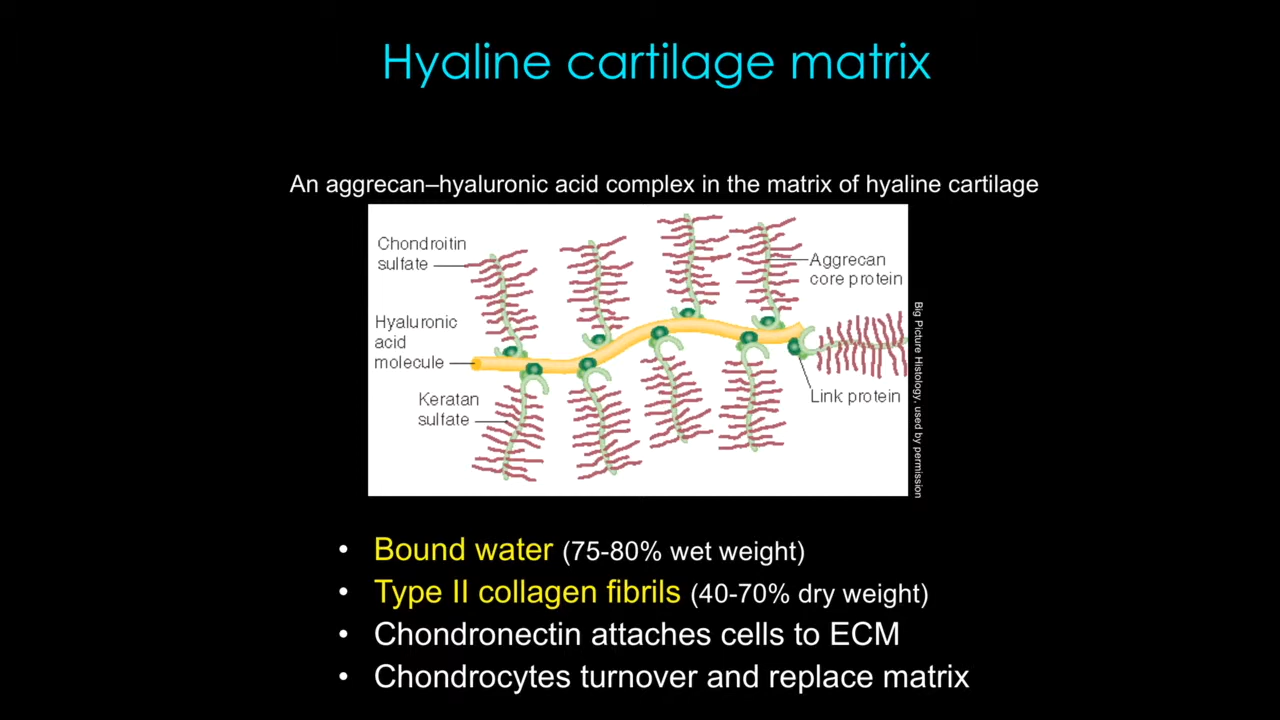 Hyaline cartilage matrix
An aggrecan–hyaluronic acid complex in the matrix of hyaline cartilage
Chondroitin
sulfate
Aggrecan
core protein
Hyaluronic
acid
molecule
Keratan
sulfate
Link protein
Big Picture Histology, used by permission
• Bound water (75-80% wet weight)
• Type II collagen fibrils (40-70% dry weight)
• Chondronectin attaches cells to ECM
• Chondrocytes turnover and replace matrix